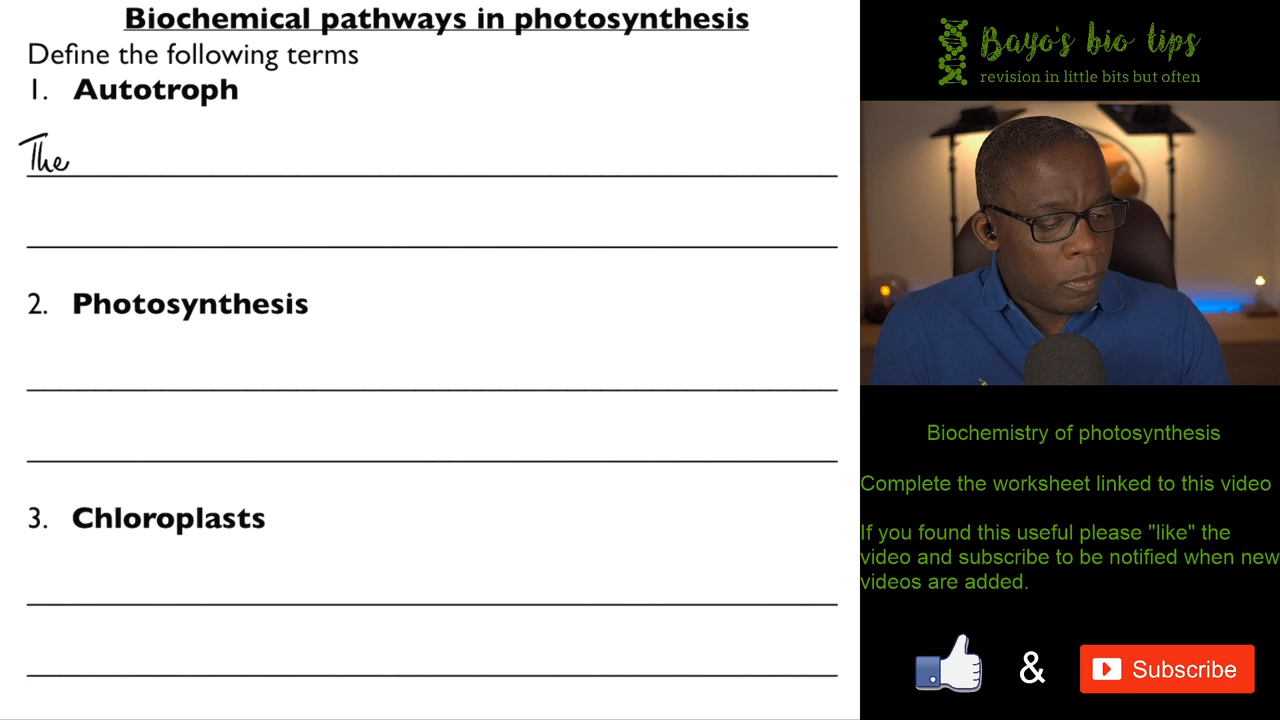 Biochemical pathways in photosynthesis
Define the following terms
1. Autotroph
The
2. Photosynthesis
3. Chloroplasts
Bayo's bio tips
revision in little bits but often
Biochemistry of photosynthesis
Complete the worksheet linked to this video
If you found this useful please "like" the
video and subscribe to be notified when new
videos are added.
& Subscribe